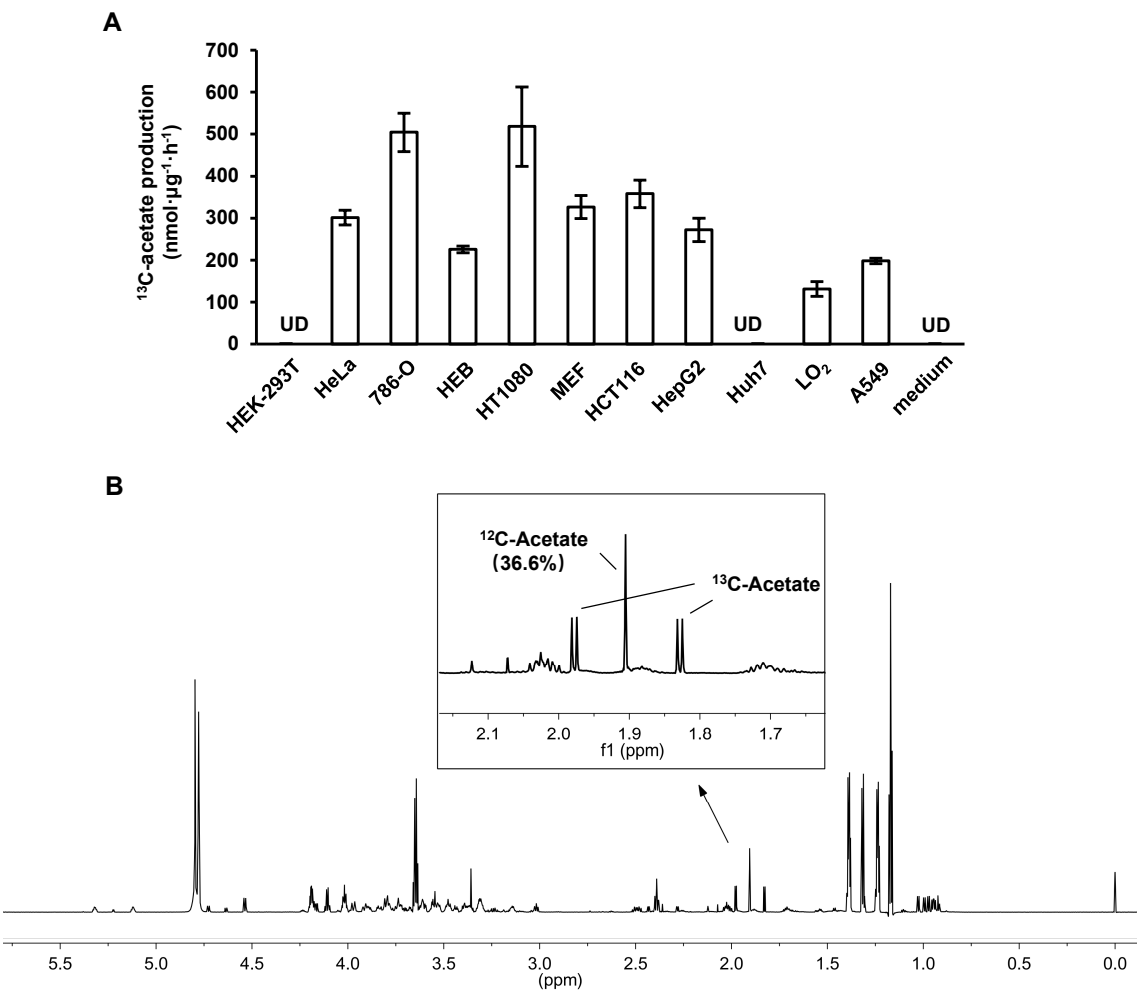 A
700
600
500
400
300
200
100
0
¹³C-acetate production
(nmol·µg⁻¹·h⁻¹)
UD
UD
UD
HEK-293T
HeLa
786-O
HEB
HT1080
MEF
HCT116
HepG2
Huh7
LO₂
A549
medium
B
¹²C-Acetate
(36.6%)
¹³C-Acetate
2.1 2.0 1.9 1.8 1.7
f1 (ppm)
5.5 5.0 4.5 4.0 3.5 3.0 2.5 2.0 1.5 1.0 0.5 0.0
(ppm)